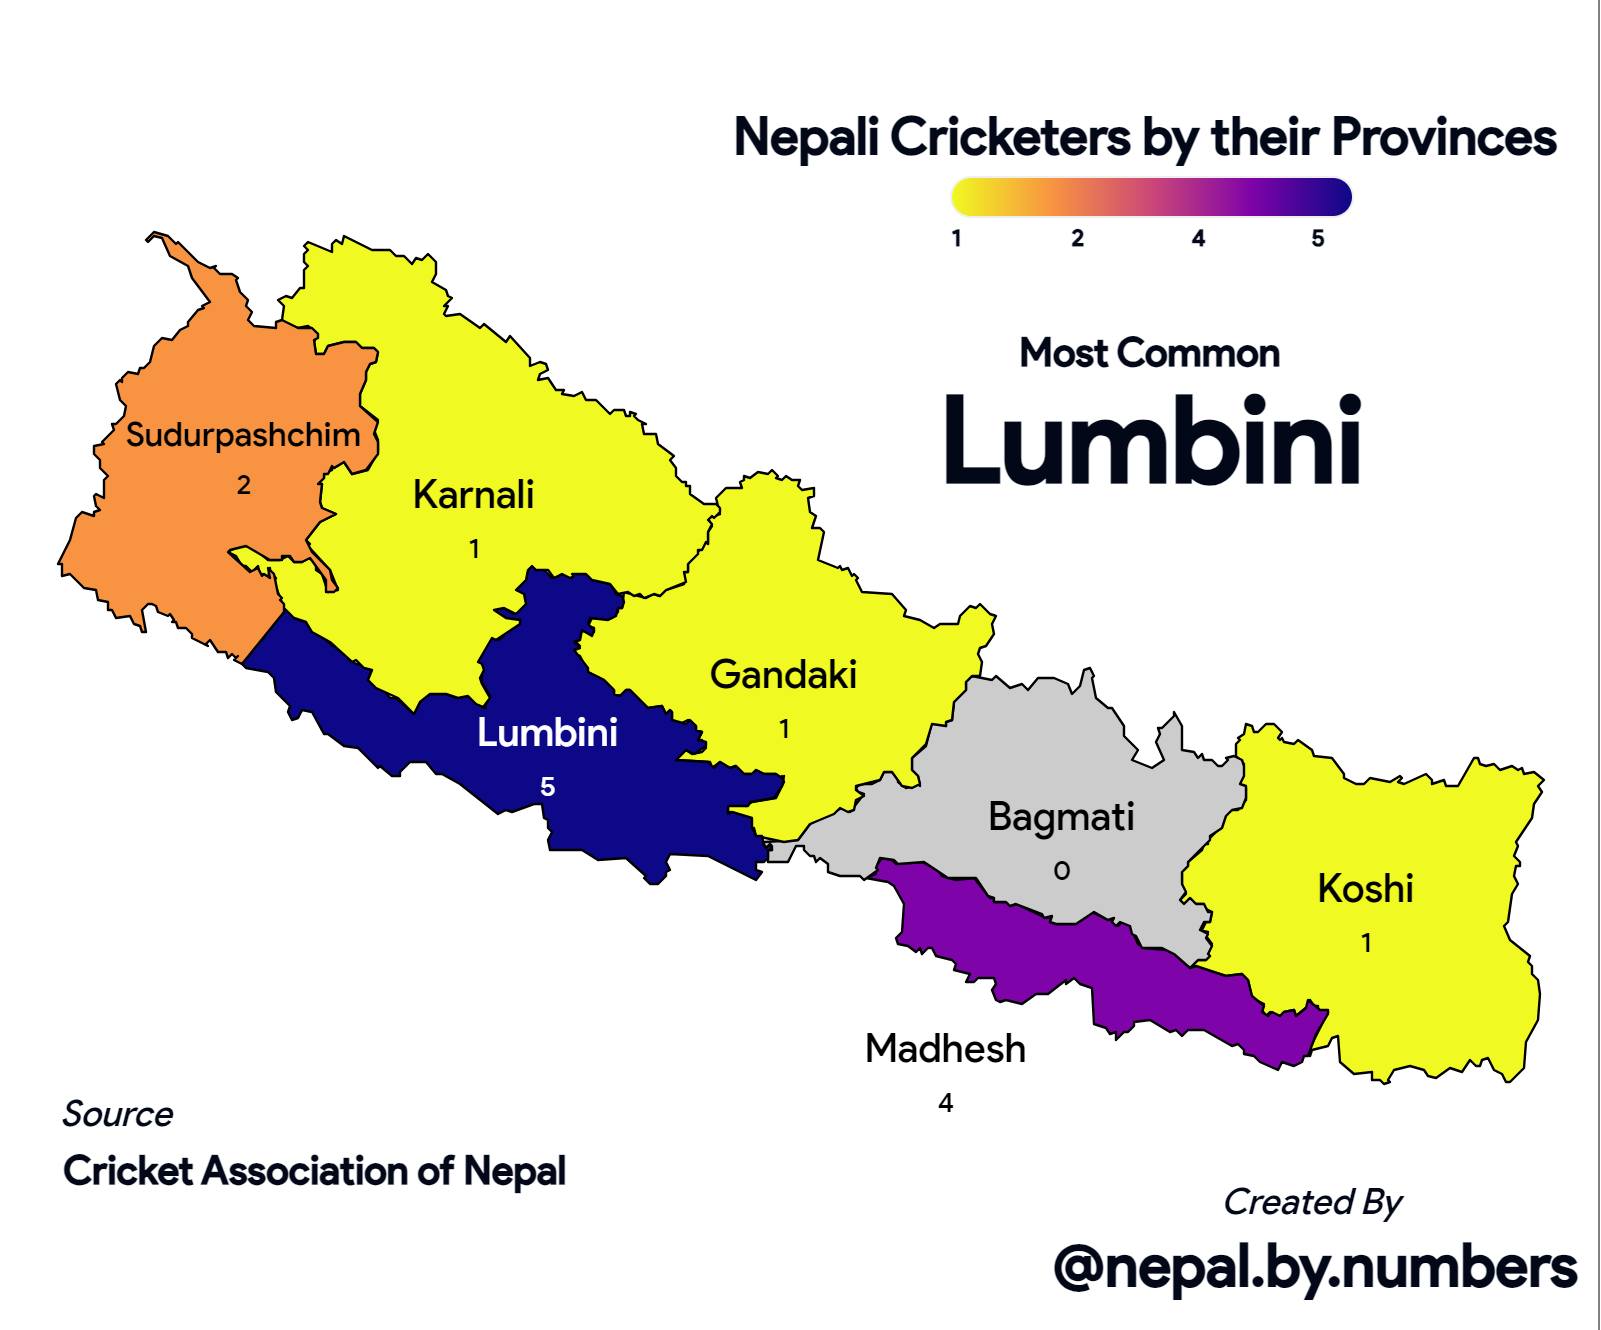 Nepali Cricketers by their Provinces
1 2 4 5
Most Common
Lumbini
Sudurpashchim
2
Karnali
1
Lumbini
5
Gandaki
1
Bagmati
0
Koshi
1
Madhesh
4
Source
Cricket Association of Nepal
Created By
@nepal.by.numbers